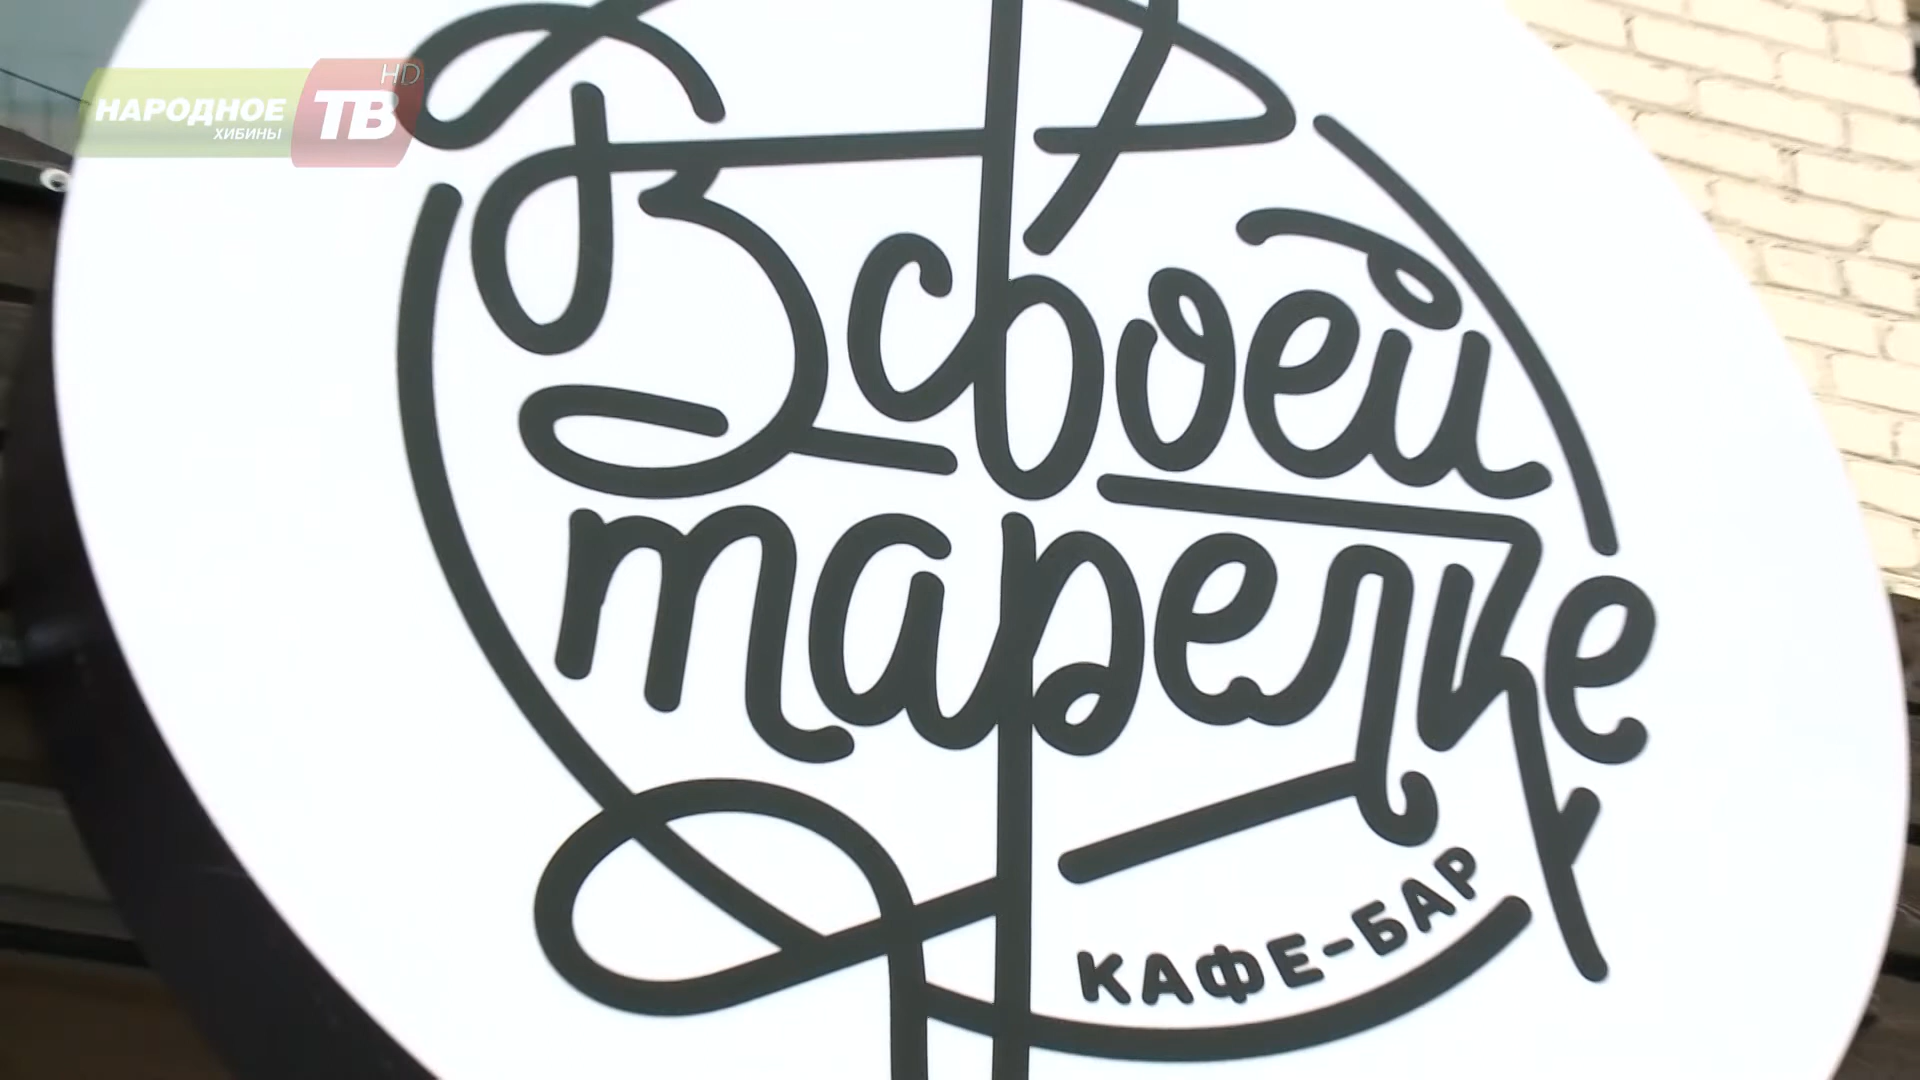 НАРОДНОЕ
ХИБИНЫ
ТВ
HD
В своей
тарелке
КАФЕ-БАР